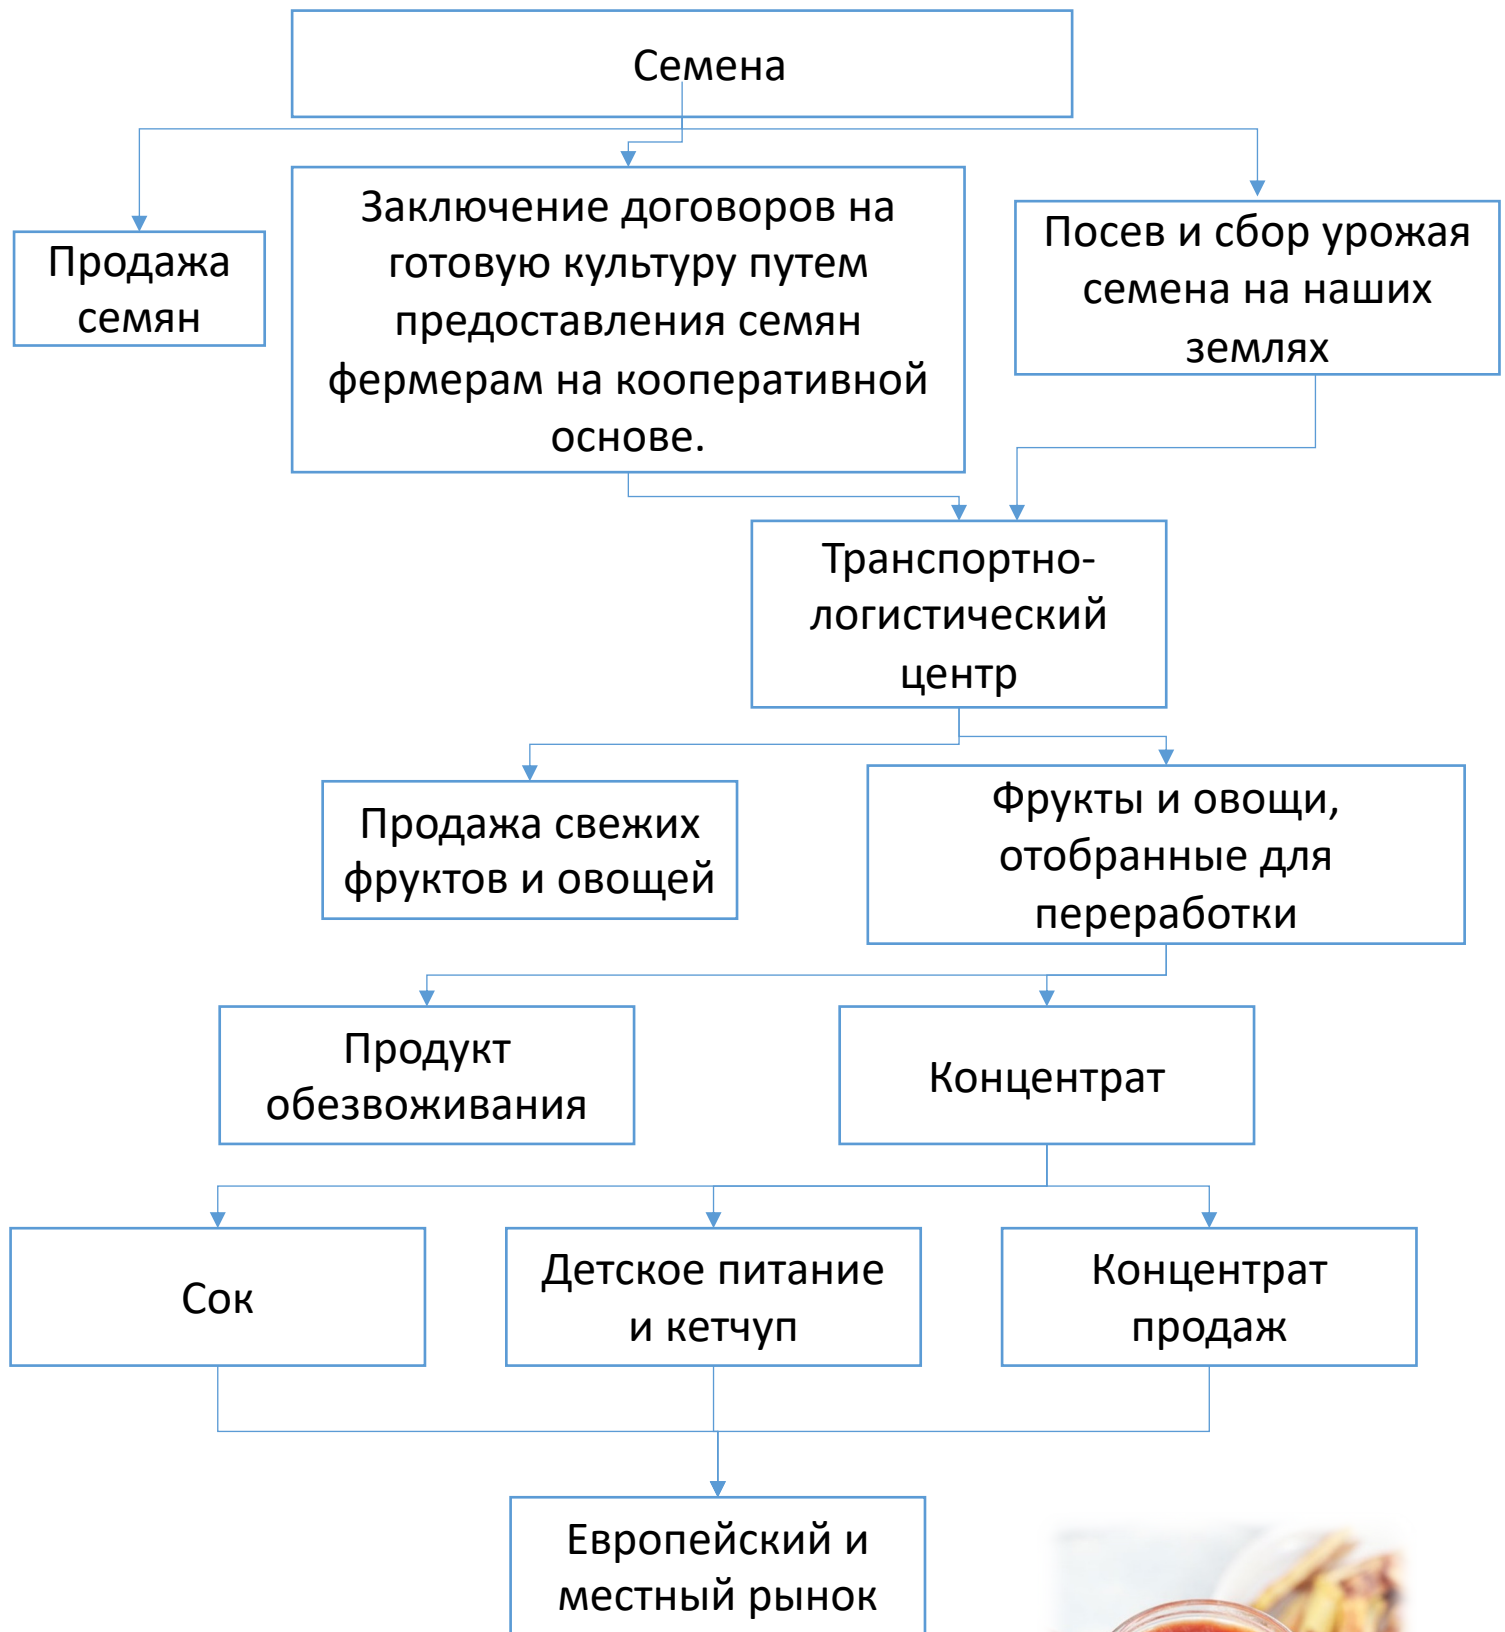 Семена
Продажа
семян
Заключение договоров на
готовую культуру путем
предоставления семян
фермерам на кооперативной
основе.
Посев и сбор урожая
семена на наших
землях
Транспортно-
логистический
центр
Продажа свежих
фруктов и овощей
Фрукты и овощи,
отобранные для
переработки
Продукт
обезвоживания
Концентрат
Сок
Детское питание
и кетчуп
Концентрат
продаж
Европейский и
местный рынок